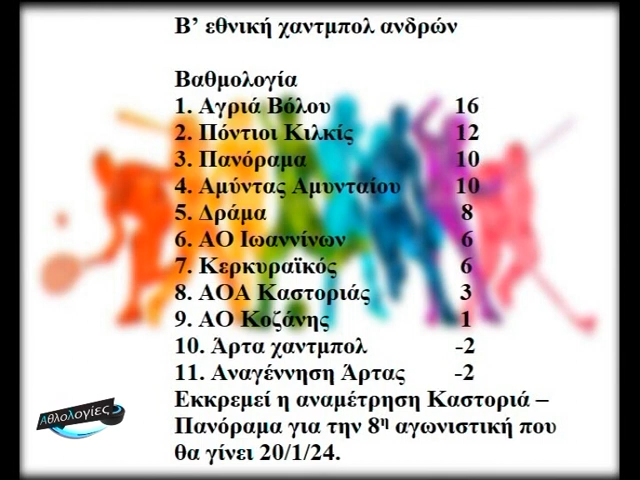 Β’ εθνική χαντμπολ ανδρών
Βαθμολογία
1. Αγριά Βόλου 16
2. Πόντιοι Κιλκίς 12
3. Πανόραμα 10
4. Αμύντας Αμυνταίου 10
5. Δράμα 8
6. ΑΟ Ιωαννίνων 6
7. Κερκυραϊκός 6
8. ΑΟΑ Καστοριάς 3
9. ΑΟ Κοζάνης 1
10. Άρτα χαντμπολ -2
11. Αναγέννηση Άρτας -2
Εκκρεμεί η αναμέτρηση Καστοριά –
Πανόραμα για την 8η αγωνιστική που
θα γίνει 20/1/24.
Αθλολογίες